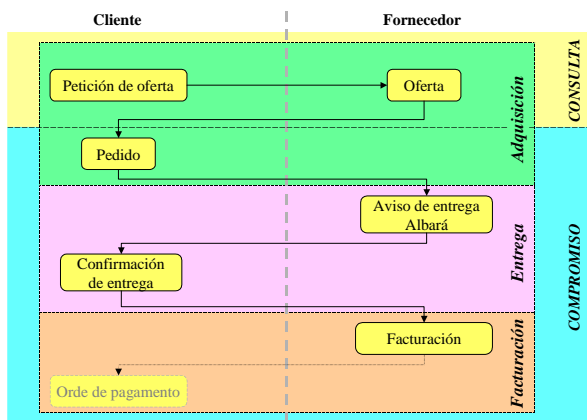 Cliente
Fornecedor
CONSULTA
Petición de oferta
Oferta
Adquisición
Pedido
Aviso de entrega
Albará
Entrega
COMPROMISO
Confirmación
de entrega
Facturación
Facturación
Orde de pagamento